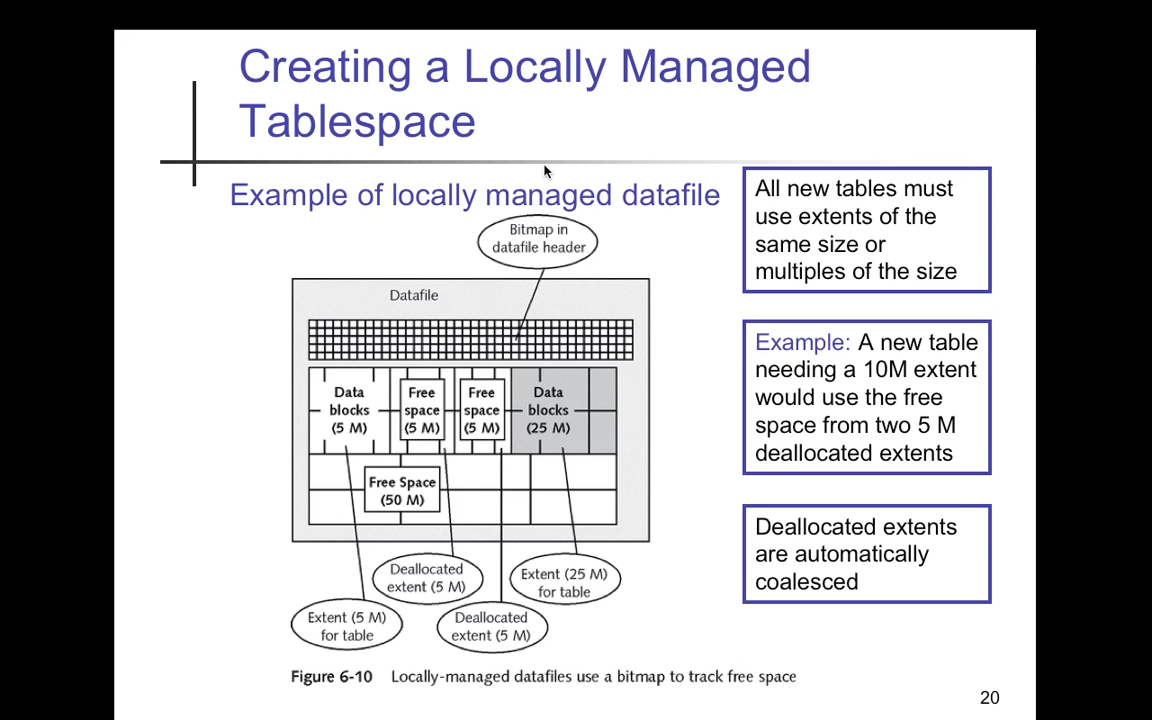 Creating a Locally Managed
Tablespace
Example of locally managed datafile
Bitmap in
datafile header
Datafile
Data
blocks
(5 M)
Free
space
(5 M)
Free
space
(5 M)
Data
blocks
(25 M)
Free Space
(50 M)
Deallocated
extent (5 M)
Extent (25 M)
for table
Extent (5 M)
for table
Deallocated
extent (5 M)
Figure 6-10 Locally-managed datafiles use a bitmap to track free space
All new tables must
use extents of the
same size or
multiples of the size
Example: A new table
needing a 10M extent
would use the free
space from two 5 M
deallocated extents
Deallocated extents
are automatically
coalesced
20